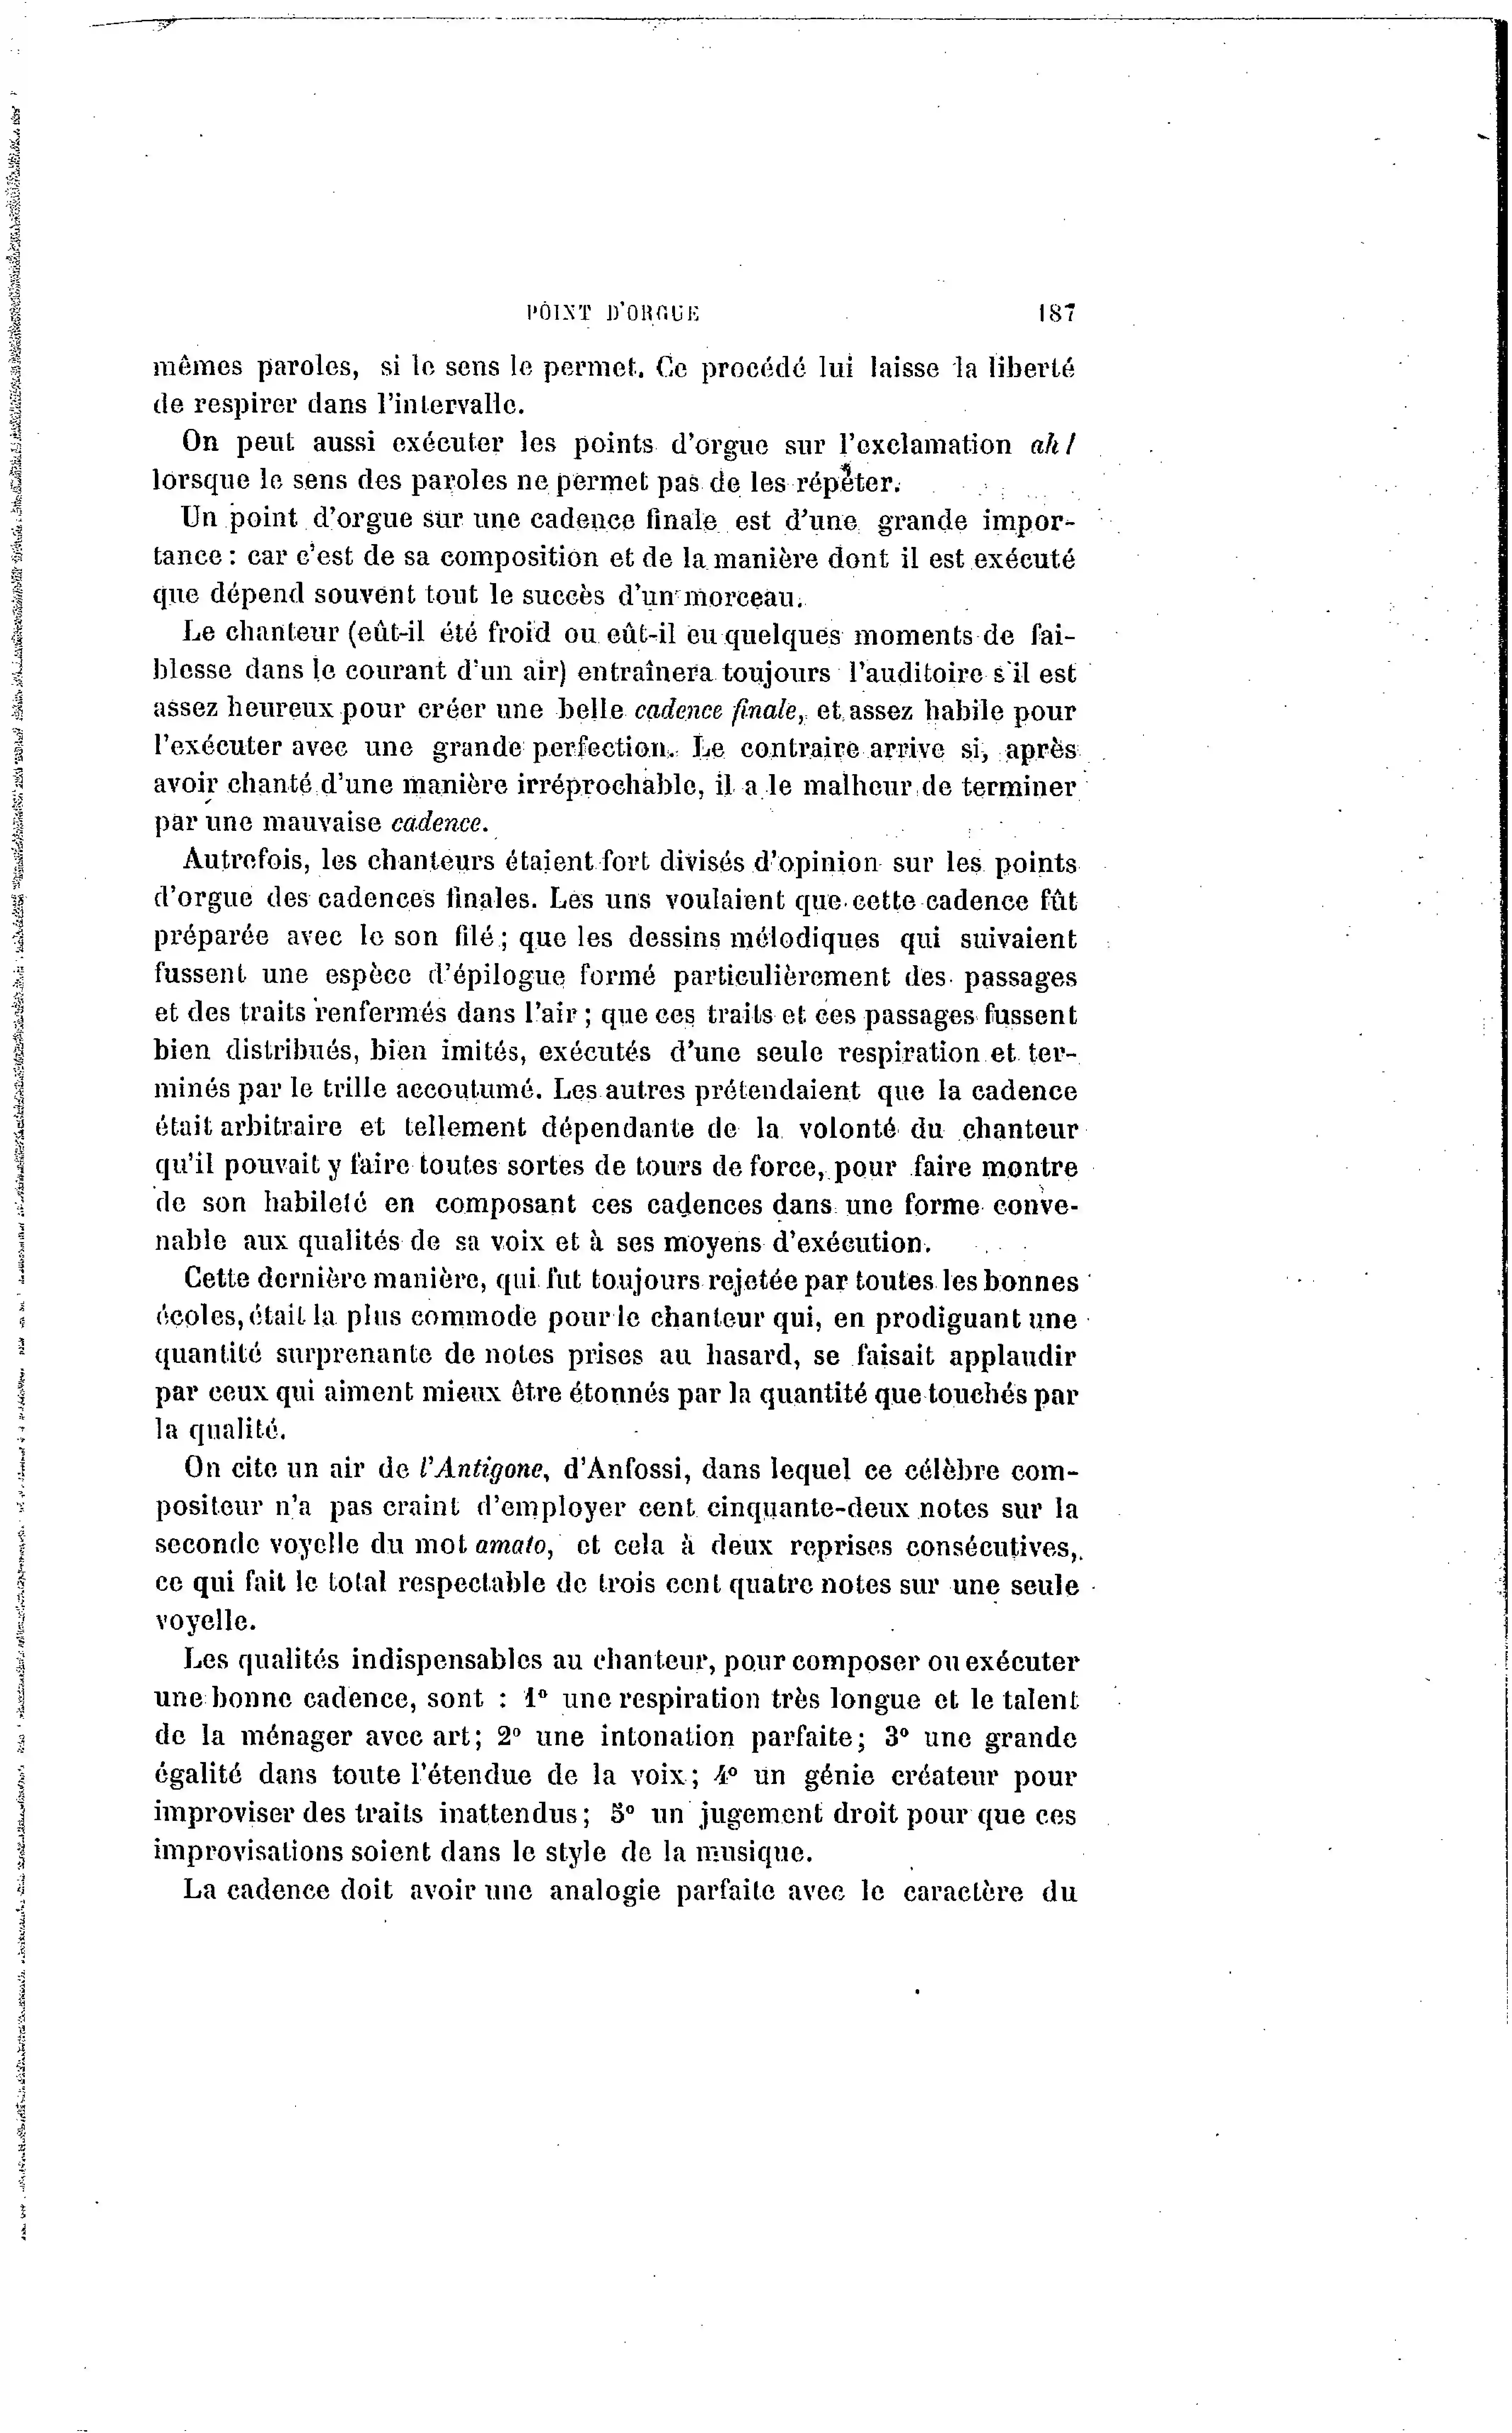 POINT D'ORGUE 187
mêmes paroles, si le sens le permet. Ce procédé lui laisse la liberté
de respirer dans l'intervalle.
On peut aussi exécuter les points d'orgue sur l'exclamation ah !
lorsque le sens des paroles ne permet pas de les répêter.
Un point d'orgue sur une cadence finale est d'une grande impor-
tance : car c'est de sa composition et de la manière dont il est exécuté
que dépend souvent tout le succès d'un morceau.
Le chanteur (eût-il été froid ou eût-il eu quelques moments de fai-
blesse dans le courant d'un air) entraînera toujours l'auditoire s'il est
assez heureux pour créer une belle cadence finale, et assez habile pour
l'exécuter avec une grande perfection. Le contraire arrive si, après
avoir chanté d'une manière irréprochable, il a le malheur de terminer
par une mauvaise cadence.
Autrefois, les chanteurs étaient fort divisés d'opinion sur les points
d'orgue des cadences finales. Les uns voulaient que cette cadence fût
préparée avec le son filé ; que les dessins mélodiques qui suivaient
fussent une espèce d'épilogue formé particulièrement des passages
et des traits renfermés dans l'air ; que ces traits et ces passages fussent
bien distribués, bien imités, exécutés d'une seule respiration et ter-
minés par le trille accoutumé. Les autres prétendaient que la cadence
était arbitraire et tellement dépendante de la volonté du chanteur
qu'il pouvait y faire toutes sortes de tours de force, pour faire montre
de son habileté en composant ces cadences dans une forme conve-
nable aux qualités de sa voix et à ses moyens d'exécution.
Cette dernière manière, qui fut toujours rejetée par toutes les bonnes
écoles, était la plus commode pour le chanteur qui, en prodiguant une
quantité surprenante de notes prises au hasard, se faisait applaudir
par ceux qui aiment mieux être étonnés par la quantité que touchés par
la qualité.
On cite un air de l'Antigone, d'Anfossi, dans lequel ce célèbre com-
positeur n'a pas craint d'employer cent cinquante-deux notes sur la
seconde voyelle du mot amato, et cela à deux reprises consécutives,
ce qui fait le total respectable de trois cent quatre notes sur une seule
voyelle.
Les qualités indispensables au chanteur, pour composer ou exécuter
une bonne cadence, sont : 1° une respiration très longue et le talent
de la ménager avec art ; 2° une intonation parfaite ; 3° une grande
égalité dans toute l'étendue de la voix ; 4° un génie créateur pour
improviser des traits inattendus ; 5° un jugement droit pour que ces
improvisations soient dans le style de la musique.
La cadence doit avoir une analogie parfaite avec le caractère du